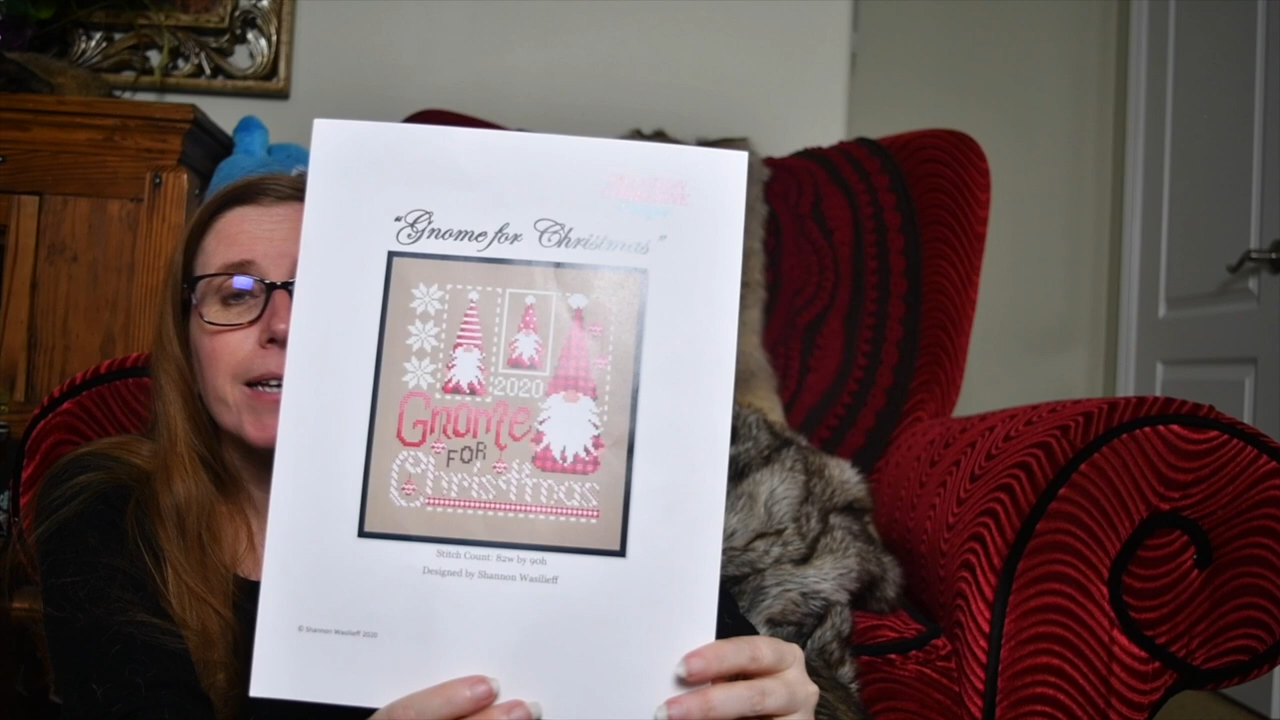 "Gnome for Christmas"
2020
Gnome
FOR
Christmas
Stitch Count: 82w by 90h
Designed by Shannon Wasilieff
© Shannon Wasilieff 2020